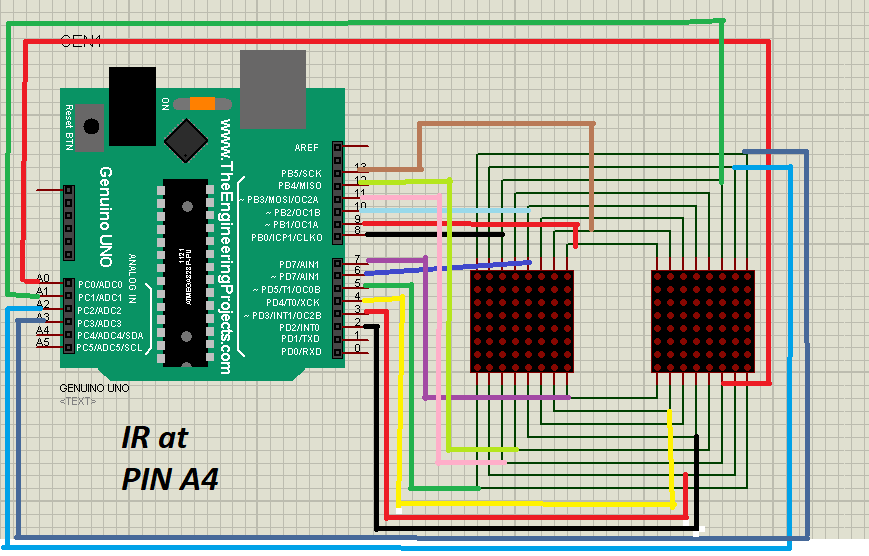 GEN1
ON
Reset BTN
Genuino UNO
www.TheEngineeringProjects.com
ANALOG IN
AREF
13
PB5/SCK
12
PB4/MISO
11
~ PB3/MOSI/OC2A
10
~ PB2/OC1B
9
~ PB1/OC1A
8
PB0/ICP1/CLKO
7
PD7/AIN1
6
~ PD7/AIN1
5
~ PD5/T1/OC0B
4
PD4/T0/XCK
3
~ PD3/INT1/OC2B
2
PD2/INT0
1
PD1/TXD
0
PD0/RXD
A0
PC0/ADC0
A1
PC1/ADC1
A2
PC2/ADC2
A3
PC3/ADC3
A4
PC4/ADC4/SDA
A5
PC5/ADC5/SCL
1121
GENUINO UNO
<TEXT>
IR at
PIN A4